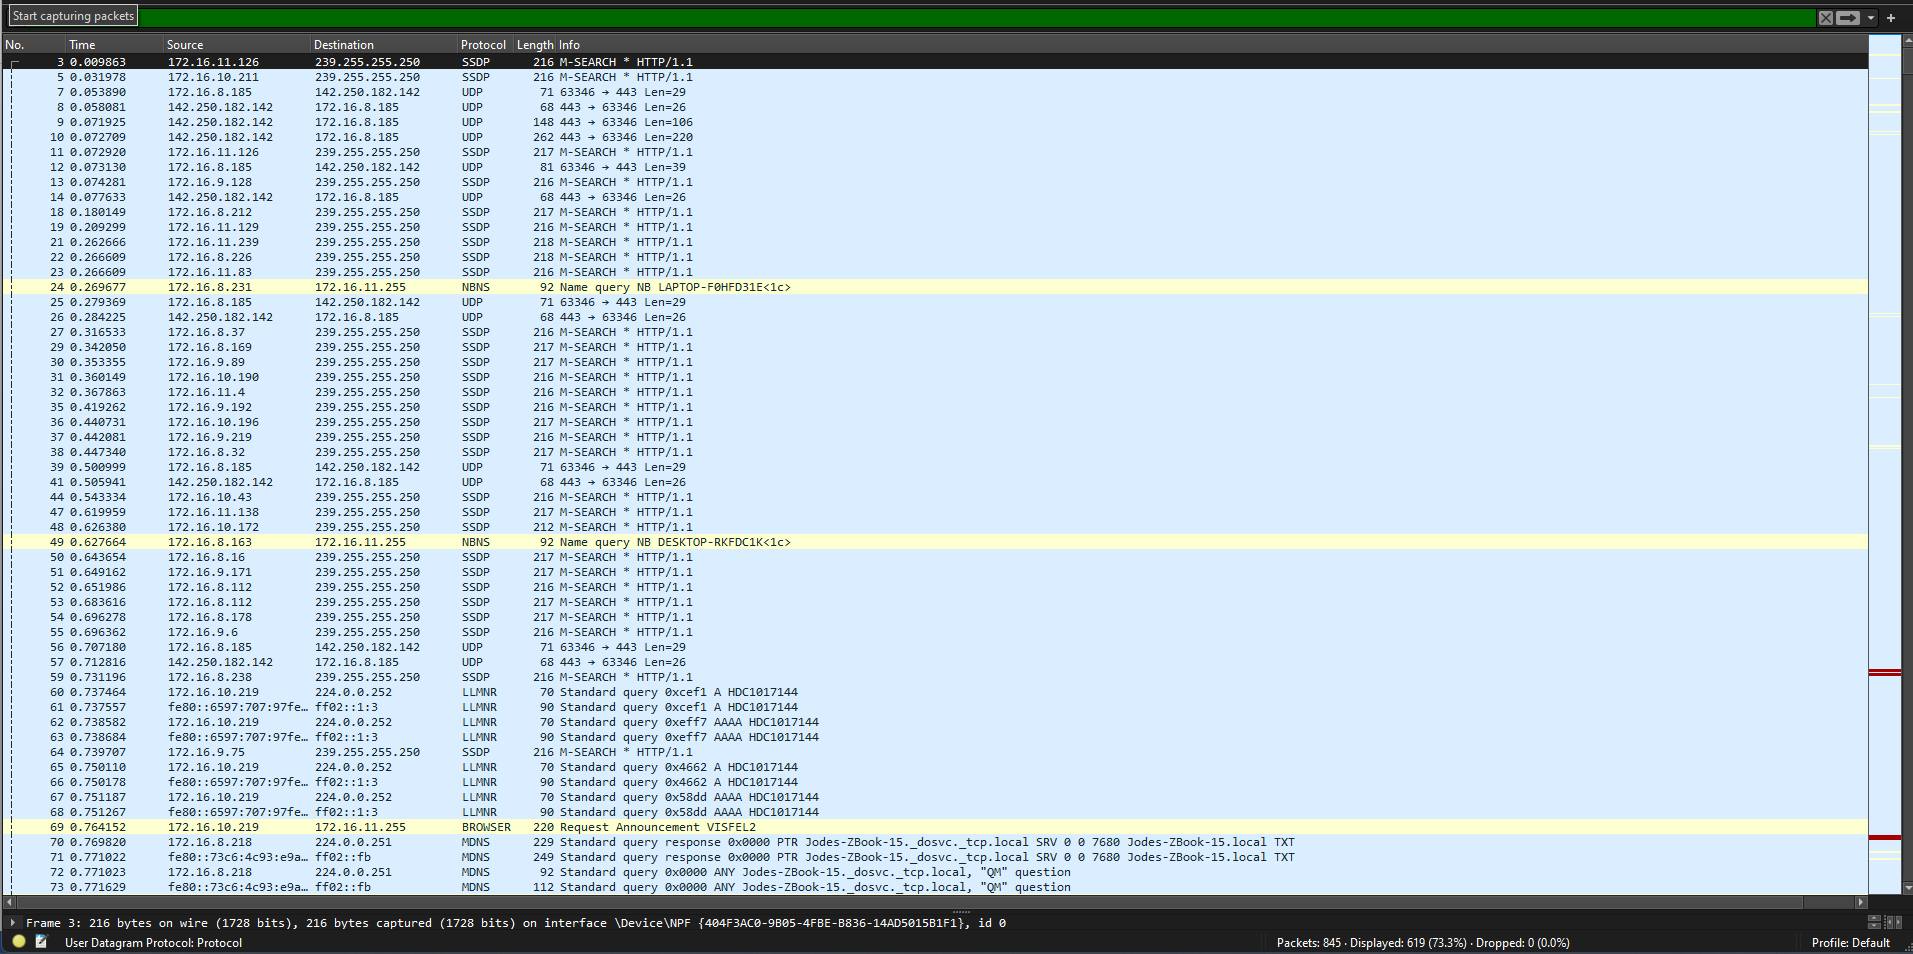 Start capturing packets
No. Time Source Destination Protocol Length Info
3 0.009863 172.16.11.126 239.255.255.250 SSDP 216 M-SEARCH * HTTP/1.1
5 0.031978 172.16.10.211 239.255.255.250 SSDP 216 M-SEARCH * HTTP/1.1
7 0.053890 172.16.8.185 142.250.182.142 UDP 71 63346 → 443 Len=29
8 0.058081 142.250.182.142 172.16.8.185 UDP 68 443 → 63346 Len=26
9 0.071925 142.250.182.142 172.16.8.185 UDP 148 443 → 63346 Len=106
10 0.072709 142.250.182.142 172.16.8.185 UDP 262 443 → 63346 Len=220
11 0.072920 172.16.11.126 239.255.255.250 SSDP 217 M-SEARCH * HTTP/1.1
12 0.073130 172.16.8.185 142.250.182.142 UDP 81 63346 → 443 Len=39
13 0.074281 172.16.9.128 239.255.255.250 SSDP 216 M-SEARCH * HTTP/1.1
14 0.077633 142.250.182.142 172.16.8.185 UDP 68 443 → 63346 Len=26
18 0.180149 172.16.8.212 239.255.255.250 SSDP 217 M-SEARCH * HTTP/1.1
19 0.209299 172.16.11.129 239.255.255.250 SSDP 216 M-SEARCH * HTTP/1.1
21 0.262666 172.16.11.239 239.255.255.250 SSDP 218 M-SEARCH * HTTP/1.1
22 0.266609 172.16.8.226 239.255.255.250 SSDP 218 M-SEARCH * HTTP/1.1
23 0.266609 172.16.11.83 239.255.255.250 SSDP 216 M-SEARCH * HTTP/1.1
24 0.269677 172.16.8.231 172.16.11.255 NBNS 92 Name query NB LAPTOP-F0HFD31E<1c>
25 0.279369 172.16.8.185 142.250.182.142 UDP 71 63346 → 443 Len=29
26 0.284225 142.250.182.142 172.16.8.185 UDP 68 443 → 63346 Len=26
27 0.316533 172.16.8.37 239.255.255.250 SSDP 216 M-SEARCH * HTTP/1.1
29 0.342050 172.16.8.169 239.255.255.250 SSDP 217 M-SEARCH * HTTP/1.1
30 0.353355 172.16.9.89 239.255.255.250 SSDP 217 M-SEARCH * HTTP/1.1
31 0.360149 172.16.10.190 239.255.255.250 SSDP 216 M-SEARCH * HTTP/1.1
32 0.367863 172.16.11.4 239.255.255.250 SSDP 216 M-SEARCH * HTTP/1.1
35 0.419262 172.16.9.192 239.255.255.250 SSDP 216 M-SEARCH * HTTP/1.1
36 0.440731 172.16.10.196 239.255.255.250 SSDP 217 M-SEARCH * HTTP/1.1
37 0.442081 172.16.9.219 239.255.255.250 SSDP 216 M-SEARCH * HTTP/1.1
38 0.447340 172.16.8.32 239.255.255.250 SSDP 217 M-SEARCH * HTTP/1.1
39 0.500999 172.16.8.185 142.250.182.142 UDP 71 63346 → 443 Len=29
41 0.505941 142.250.182.142 172.16.8.185 UDP 68 443 → 63346 Len=26
44 0.543334 172.16.10.43 239.255.255.250 SSDP 216 M-SEARCH * HTTP/1.1
47 0.619959 172.16.11.138 239.255.255.250 SSDP 217 M-SEARCH * HTTP/1.1
48 0.626380 172.16.10.172 239.255.255.250 SSDP 212 M-SEARCH * HTTP/1.1
49 0.627664 172.16.8.163 172.16.11.255 NBNS 92 Name query NB DESKTOP-RKFDC1K<1c>
50 0.643654 172.16.8.16 239.255.255.250 SSDP 217 M-SEARCH * HTTP/1.1
51 0.649162 172.16.9.171 239.255.255.250 SSDP 217 M-SEARCH * HTTP/1.1
52 0.651986 172.16.8.112 239.255.255.250 SSDP 216 M-SEARCH * HTTP/1.1
53 0.683616 172.16.8.112 239.255.255.250 SSDP 217 M-SEARCH * HTTP/1.1
54 0.696278 172.16.8.178 239.255.255.250 SSDP 217 M-SEARCH * HTTP/1.1
55 0.696362 172.16.9.6 239.255.255.250 SSDP 216 M-SEARCH * HTTP/1.1
56 0.707180 172.16.8.185 142.250.182.142 UDP 71 63346 → 443 Len=29
57 0.712816 142.250.182.142 172.16.8.185 UDP 68 443 → 63346 Len=26
59 0.731196 172.16.8.238 239.255.255.250 SSDP 216 M-SEARCH * HTTP/1.1
60 0.737464 172.16.10.219 224.0.0.252 LLMNR 70 Standard query 0xcef1 A HDC1017144
61 0.737557 fe80::6597:707:97fe… ff02::1:3 LLMNR 90 Standard query 0xcef1 A HDC1017144
62 0.738582 172.16.10.219 224.0.0.252 LLMNR 70 Standard query 0xeff7 AAAA HDC1017144
63 0.738684 fe80::6597:707:97fe… ff02::1:3 LLMNR 90 Standard query 0xeff7 AAAA HDC1017144
64 0.739707 172.16.9.75 239.255.255.250 SSDP 216 M-SEARCH * HTTP/1.1
65 0.750110 172.16.10.219 224.0.0.252 LLMNR 70 Standard query 0x4662 A HDC1017144
66 0.750178 fe80::6597:707:97fe… ff02::1:3 LLMNR 90 Standard query 0x4662 A HDC1017144
67 0.751187 172.16.10.219 224.0.0.252 LLMNR 70 Standard query 0x58dd AAAA HDC1017144
68 0.751267 fe80::6597:707:97fe… ff02::1:3 LLMNR 90 Standard query 0x58dd AAAA HDC1017144
69 0.764152 172.16.10.219 172.16.11.255 BROWSER 220 Request Announcement VISFEL2
70 0.769820 172.16.8.218 224.0.0.251 MDNS 229 Standard query response 0x0000 PTR Jodes-ZBook-15._dosvc._tcp.local SRV 0 0 7680 Jodes-ZBook-15.local TXT
71 0.771022 fe80::73c6:4c93:e9a… ff02::fb MDNS 249 Standard query response 0x0000 PTR Jodes-ZBook-15._dosvc._tcp.local SRV 0 0 7680 Jodes-ZBook-15.local TXT
72 0.771023 172.16.8.218 224.0.0.251 MDNS 92 Standard query 0x0000 ANY Jodes-ZBook-15._dosvc._tcp.local, "QM" question
73 0.771629 fe80::73c6:4c93:e9a… ff02::fb MDNS 112 Standard query 0x0000 ANY Jodes-ZBook-15._dosvc._tcp.local, "QM" question
Frame 3: 216 bytes on wire (1728 bits), 216 bytes captured (1728 bits) on interface \Device\NPF {404F3AC0-9B05-4FBE-B836-14AD5015B1F1}, id 0
User Datagram Protocol: Protocol
Packets: 845 · Displayed: 619 (73.3%) · Dropped: 0 (0.0%)
Profile: Default